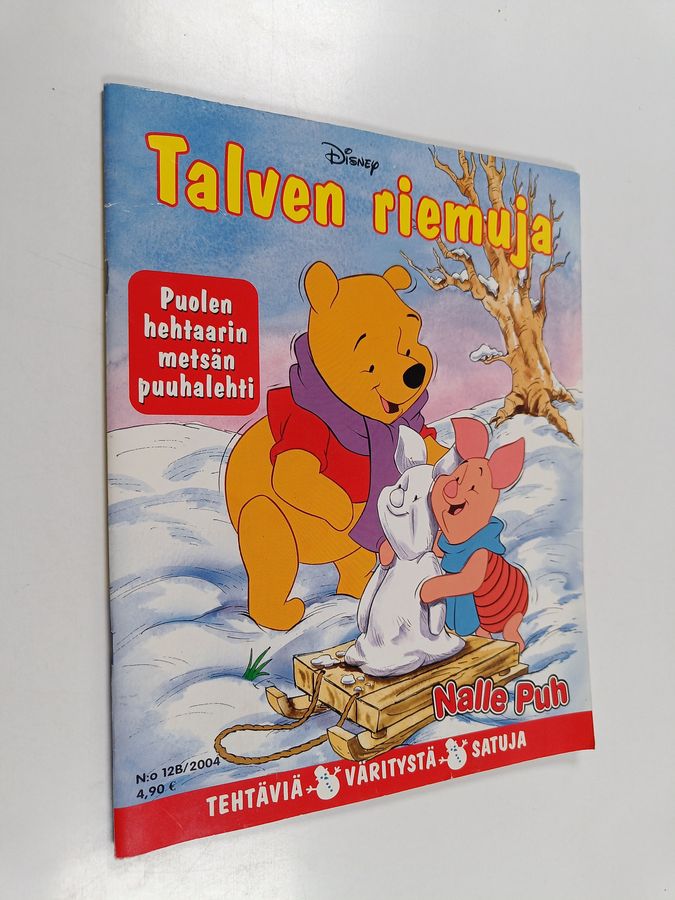 Disney
Talven riemuja
Puolen
hehtaarin
metsän
puuhalehti
Nalle Puh
N:o 12B/2004
4,90 €
TEHTÄVIÄ VÄRITYSTÄ SATUJA